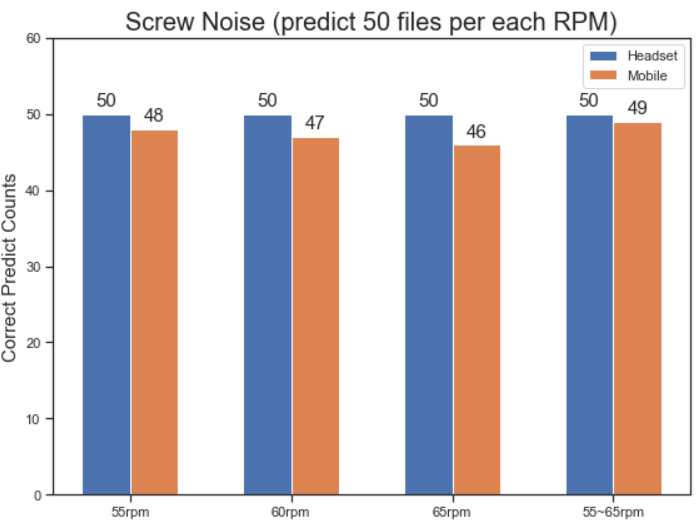 Screw Noise (predict 50 files per each RPM)
Headset
Mobile
Correct Predict Counts
60
50
40
30
20
10
0
50
48
50
47
50
46
50
49
55rpm
60rpm
65rpm
55~65rpm